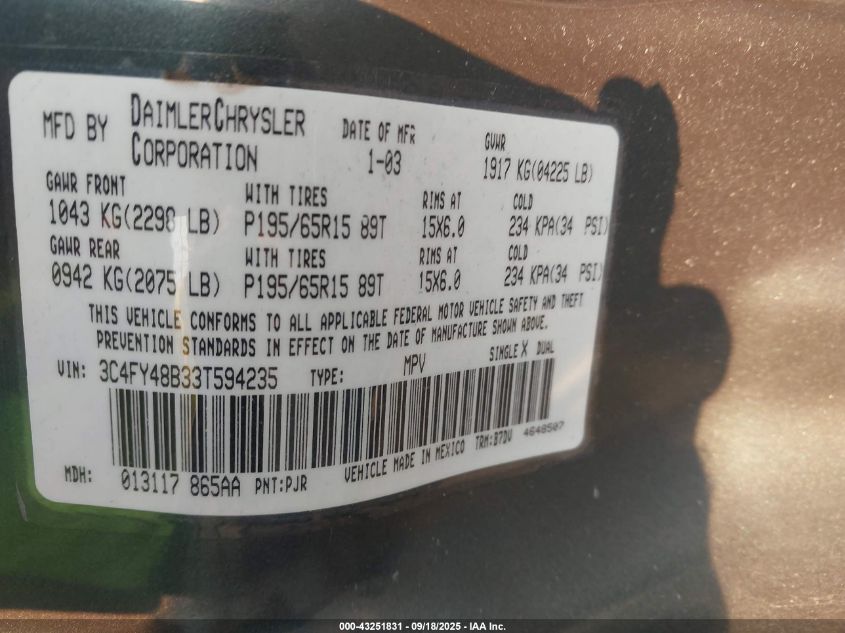 MFD BY DAIMLERCHRYSLER CORPORATION
DATE OF MFR 1-03
GVWR 1917 KG(04225 LB)
GAWR FRONT WITH TIRES RIMS AT COLD
1043 KG(2298 LB) P195/65R15 89T 15X6.0 234 KPA(34 PSI)
GAWR REAR WITH TIRES RIMS AT COLD
0942 KG(2075 LB) P195/65R15 89T 15X6.0 234 KPA(34 PSI)
THIS VEHICLE CONFORMS TO ALL APPLICABLE FEDERAL MOTOR VEHICLE SAFETY AND THEFT
PREVENTION STANDARDS IN EFFECT ON THE DATE OF MANUFACTURE SHOWN ABOVE.
VIN: 3C4FY48B33T594235 TYPE: MPV SINGLE X DUAL
MDH: 013117 865AA PNT:PJR VEHICLE MADE IN MEXICO TRM:B7DV 4648507
000-43251831 - 09/18/2025 - IAA Inc.